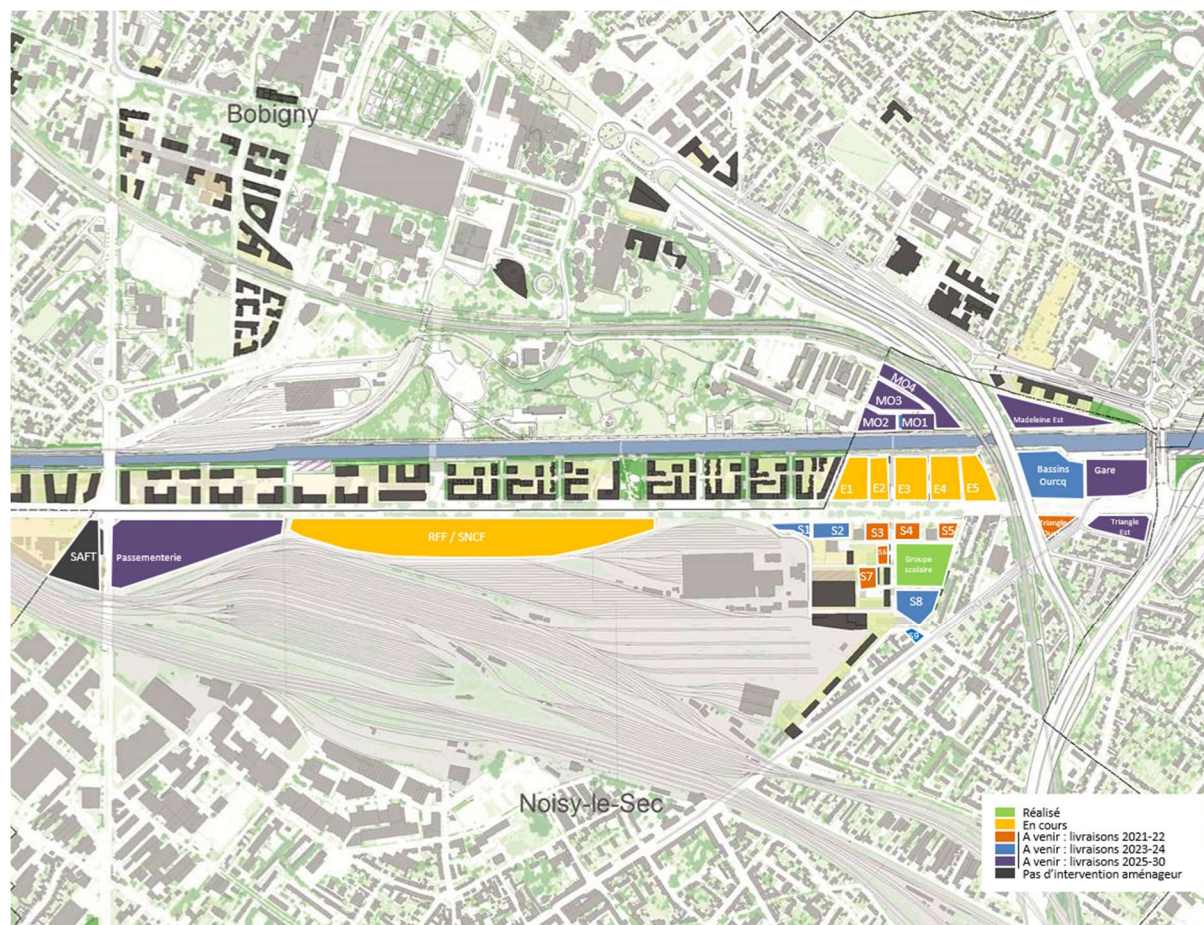 Bobigny
MO4
MO3
MO2
MO1
Madeleine Est
E1
E2
E3
E4
E5
Bassins
Ourcq
Gare
SAFT
Passementerie
RFF / SNCF
S1
S2
S3
S4
S5
Triangle
Triangle
Est
S6
Groupe
scolaire
S7
S8
S9
Noisy-le-Sec
Réalisé
En cours
A venir : livraisons 2021-22
A venir : livraisons 2023-24
A venir : livraisons 2025-30
Pas d'intervention aménageur